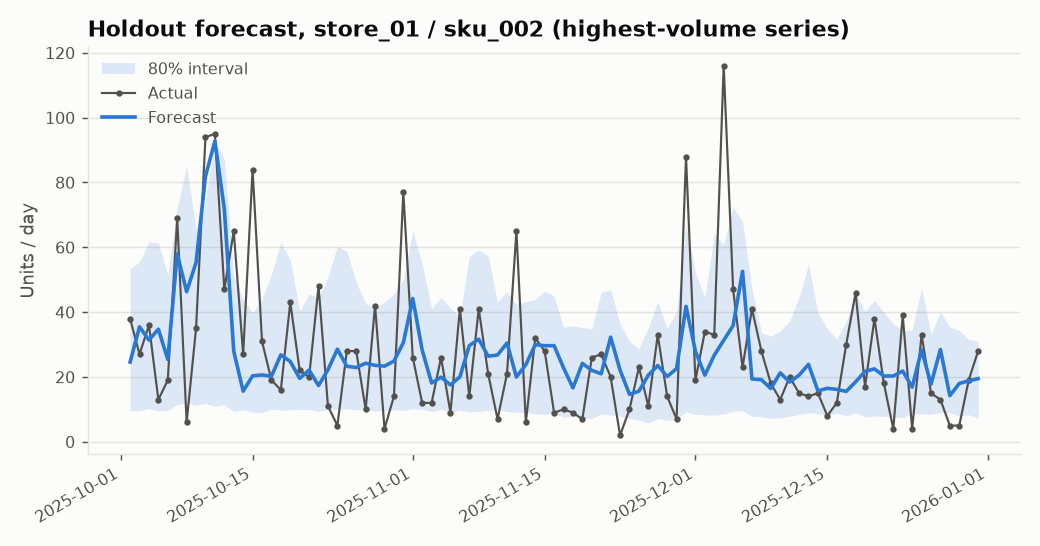 Holdout forecast, store_01 / sku_002 (highest-volume series)
80% interval
Actual
Forecast
Units / day
120
100
80
60
40
20
0
2025-10-01
2025-10-15
2025-11-01
2025-11-15
2025-12-01
2025-12-15
2026-01-01